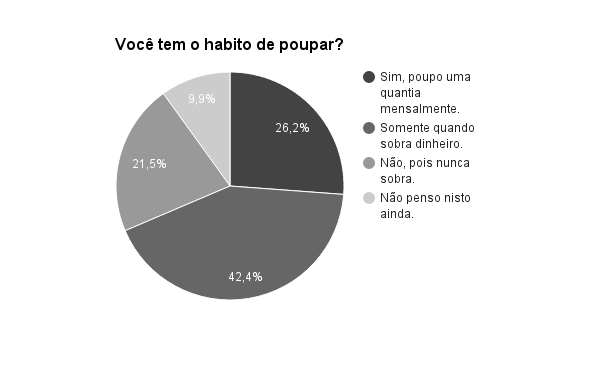 Você tem o habito de poupar?
9,9%
26,2%
21,5%
42,4%
Sim, poupo uma
quantia
mensalmente.
Somente quando
sobra dinheiro.
Não, pois nunca
sobra.
Não penso nisto
ainda.